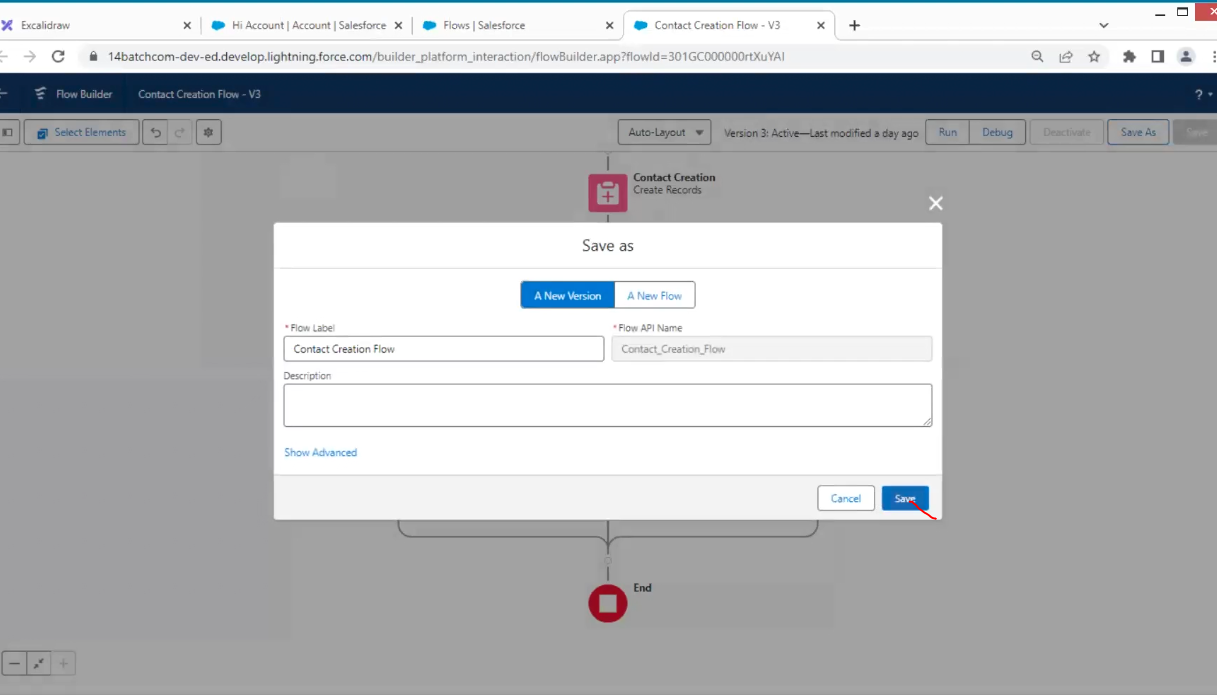 Excalidraw
Hi Account | Account | Salesforce
Flows | Salesforce
Contact Creation Flow - V3
14batchcom-dev-ed.develop.lightning.force.com/builder_platform_interaction/flowBuilder.app?flowId=301GC000000rtXuYAI
Flow Builder
Contact Creation Flow - V3
?
Select Elements
Auto-Layout
Version 3: Active—Last modified a day ago
Run
Debug
Deactivate
Save As
Save
Contact Creation
Create Records
Save as
A New Version
A New Flow
* Flow Label
* Flow API Name
Contact Creation Flow
Contact_Creation_Flow
Description
Show Advanced
Cancel
Save
End